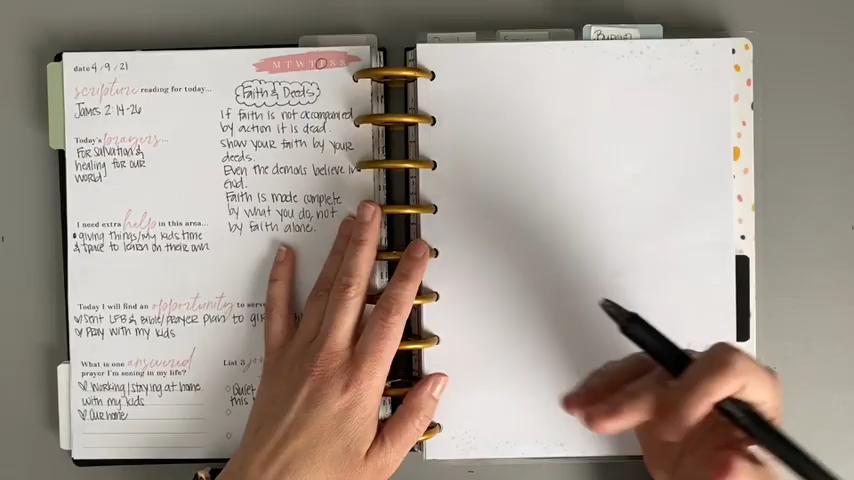 date 4/9/21
MTWTFSS
scripture reading for today...
James 2:14-26
Today's prayers...
For salvation &
healing for our
world
I need extra help in this area...
giving things/my kids time
& space to learn on their own
Today I will find an opportunity to serve
Sent LFB & Bible/Prayer plan to
Pray with my kids
What is one answered
prayer I'm seeing in my life?
Working/staying at home
with my kids
Our home
List 3
Quiet
this
Faith & Deeds
If faith is not accompanied
by action it is dead.
Show your faith by your
deeds.
Even the demons believe in
God.
Faith is made complete
by what you do, not
by faith alone.